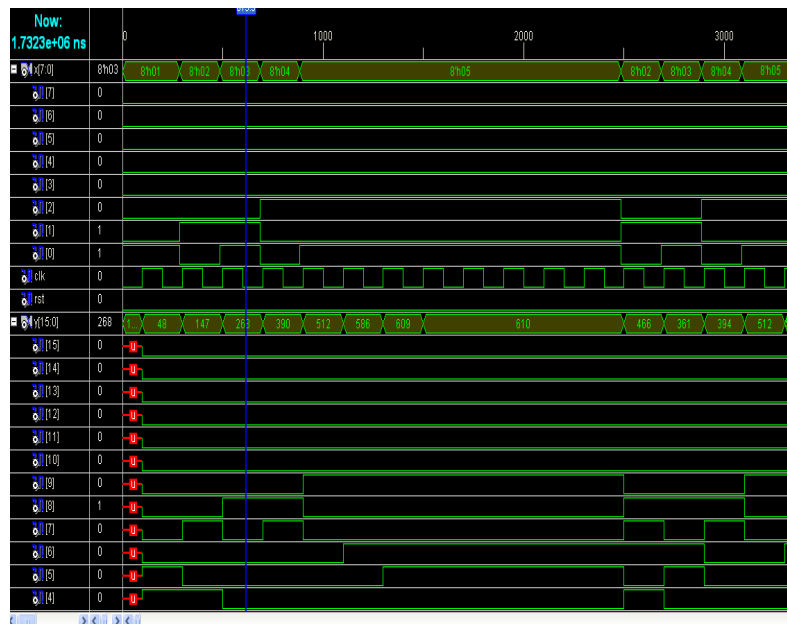 Now:
1.7323e+06 ns
0 1000 2000 3000
x[7:0] 8'h03 8'h01 8'h02 8'h03 8'h04 8'h05 8'h02 8'h03 8'h04 8'h05
[7] 0
[6] 0
[5] 0
[4] 0
[3] 0
[2] 0
[1] 1
[0] 1
clk 0
rst 0
y[15:0] 268 1... 48 147 268 390 512 586 609 610 466 361 394 512
[15] 0 U
[14] 0 U
[13] 0 U
[12] 0 U
[11] 0 U
[10] 0 U
[9] 0 U
[8] 1 U
[7] 0 U
[6] 0 U
[5] 0 U
[4] 0 U